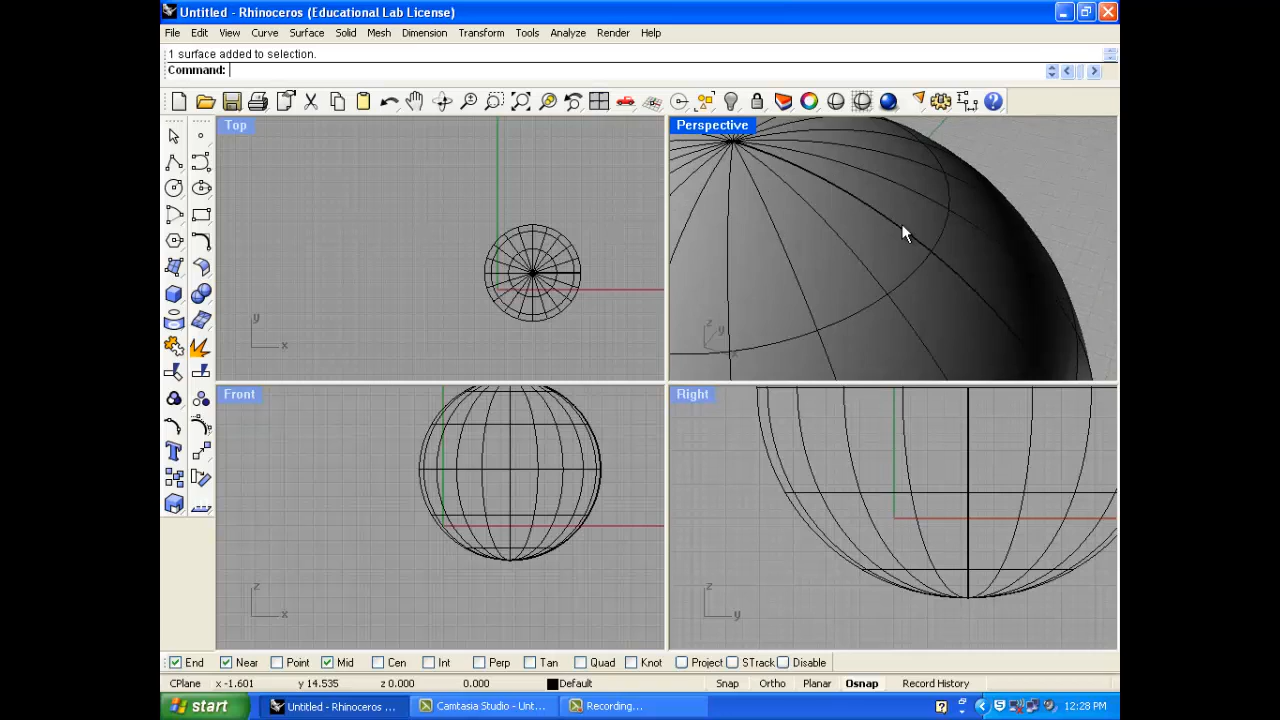 Untitled - Rhinoceros (Educational Lab License)
File Edit View Curve Surface Solid Mesh Dimension Transform Tools Analyze Render Help
1 surface added to selection.
Command:
Top
Perspective
y
x
z
y
x
Front
Right
z
x
z
y
End Near Point Mid Cen Int Perp Tan Quad Knot Project STrack Disable
CPlane x -1.601 y 14.535 z 0.000 0.000 Default Snap Ortho Planar Osnap Record History
start Untitled - Rhinoceros ... Camtasia Studio - Unt... Recording... 12:28 PM